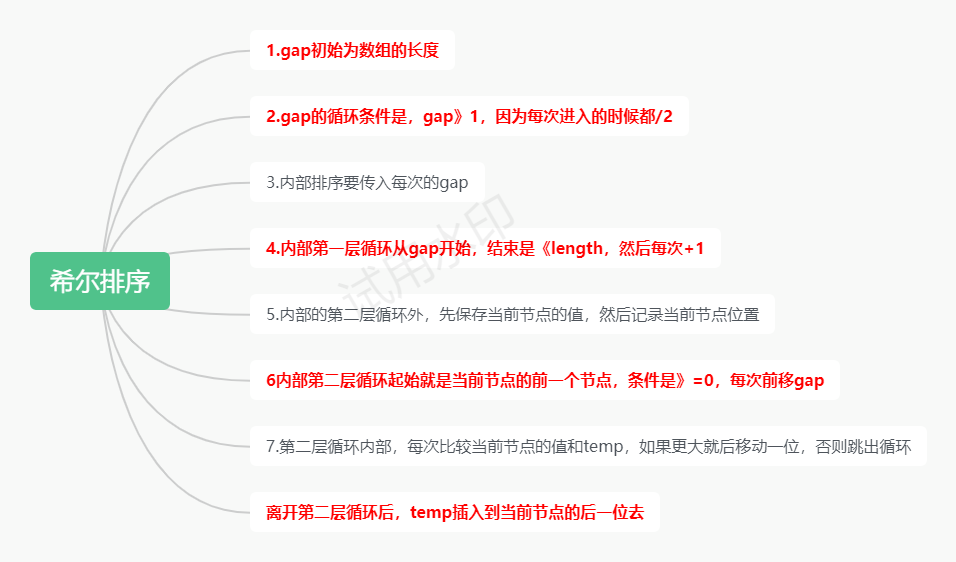 1.gap初始为数组的长度
2.gap的循环条件是，gap》1，因为每次进入的时候都/2
3.内部排序要传入每次的gap
试用水印
4.内部第一层循环从gap开始，结束是《length，然后每次+1
希尔排序
5.内部的第二层循环外，先保存当前节点的值，然后记录当前节点位置
6内部第二层循环起始就是当前节点的前一个节点，条件是》=0，每次前移gap
7.第二层循环内部，每次比较当前节点的值和temp，如果更大就后移动一位，否则跳出循环
离开第二层循环后，temp插入到当前节点的后一位去